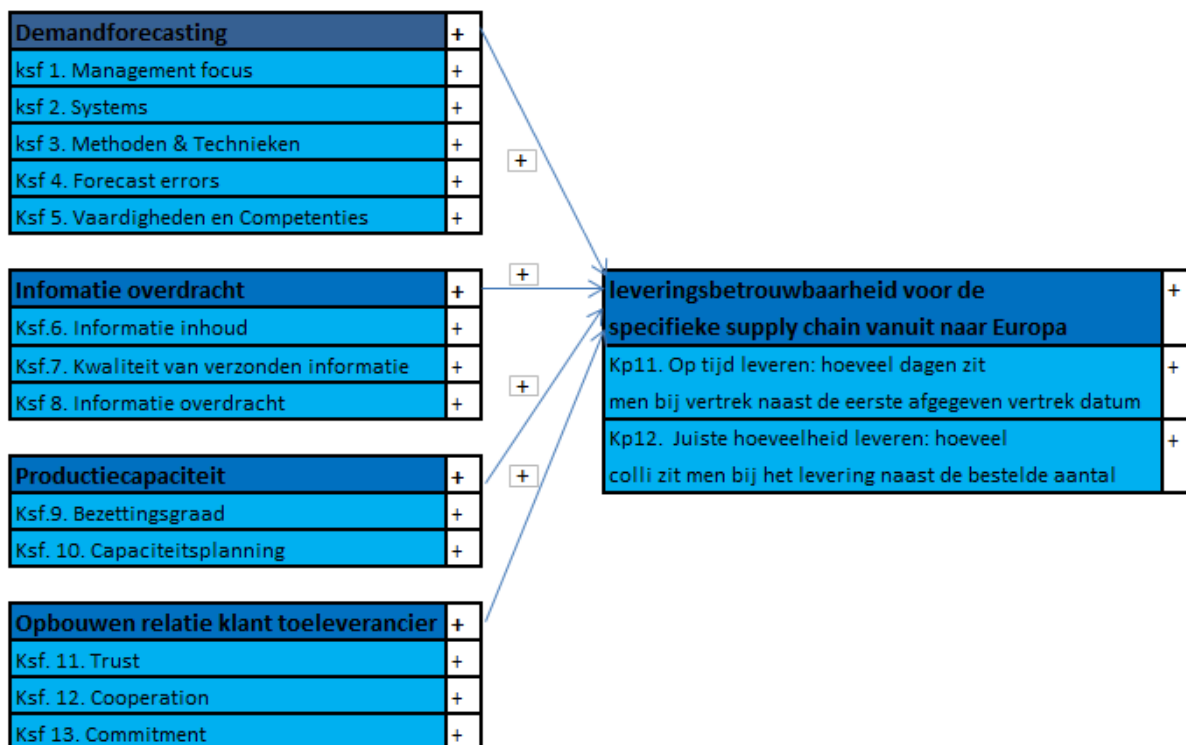 Demandforecasting +
ksf 1. Management focus +
ksf 2. Systems +
ksf 3. Methoden & Technieken +
Ksf 4. Forecast errors +
Ksf 5. Vaardigheden en Competenties +
+
Infomatie overdracht +
Ksf.6. Informatie inhoud +
Ksf.7. Kwaliteit van verzonden informatie +
Ksf 8. Informatie overdracht +
+
+
Productiecapaciteit +
Ksf.9. Bezettingsgraad +
Ksf. 10. Capaciteitsplanning +
+
Opbouwen relatie klant toeleverancier +
Ksf. 11. Trust +
Ksf. 12. Cooperation +
Ksf 13. Commitment +
leveringsbetrouwbaarheid voor de +
specifieke supply chain vanuit naar Europa
Kp11. Op tijd leveren: hoeveel dagen zit +
men bij vertrek naast de eerste afgegeven vertrek datum
Kp12. Juiste hoeveelheid leveren: hoeveel +
colli zit men bij het levering naast de bestelde aantal